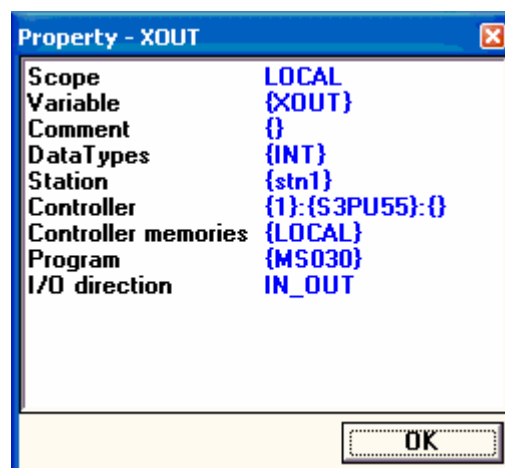 Property - XOUT
Scope LOCAL
Variable {XOUT}
Comment {}
DataTypes {INT}
Station {stn1}
Controller {1}:{S3PU55}:{}
Controller memories {LOCAL}
Program {MS030}
I/O direction IN_OUT
OK